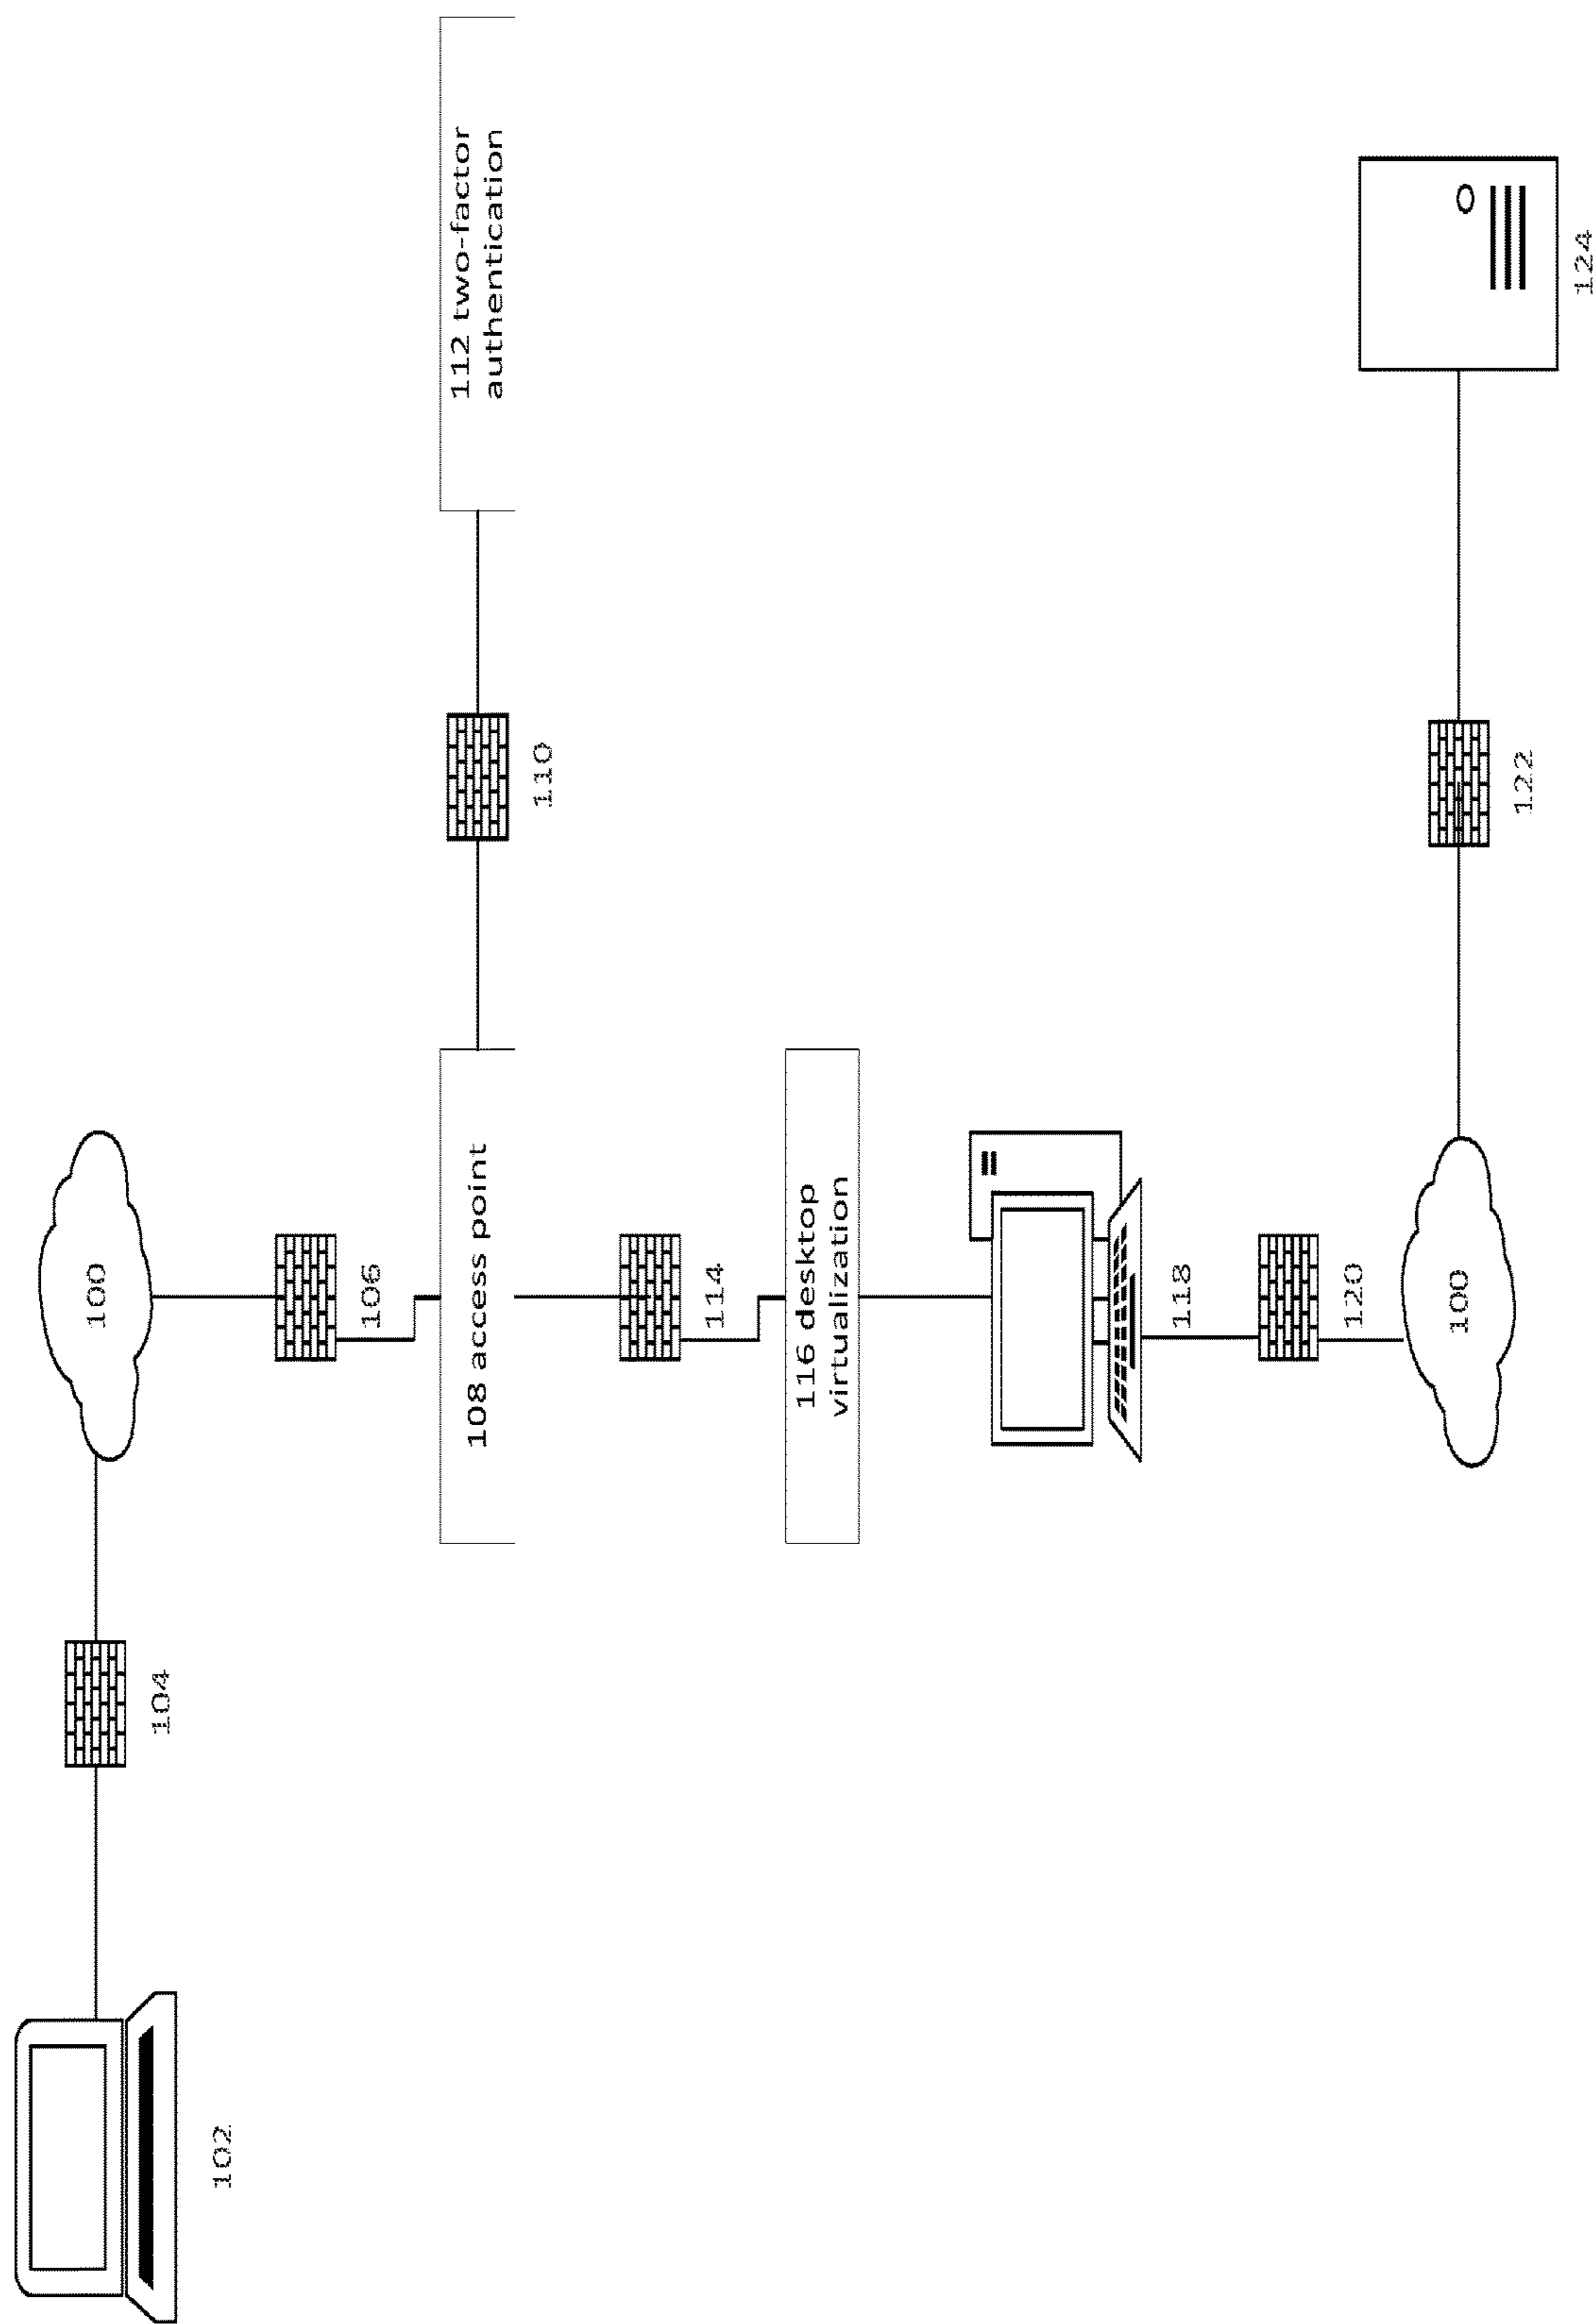 100
104
102
106
108 access point
112 two-factor
authentication
110
114
116 desktop
virtualization
118
120
100
122
124